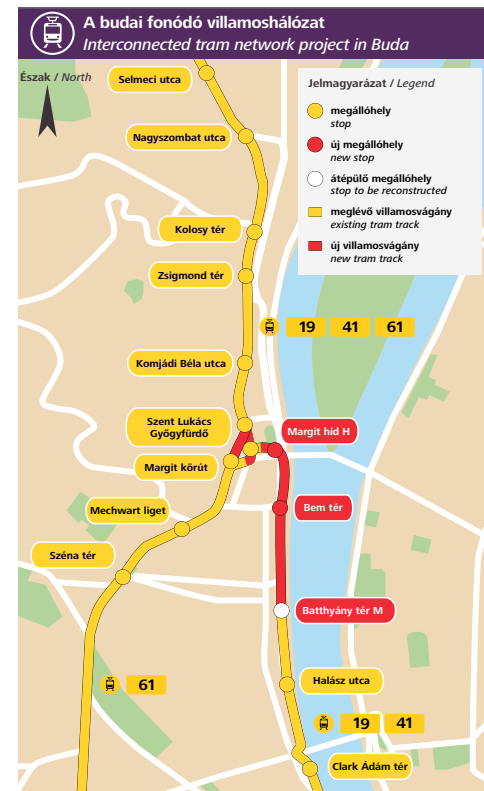 A budai fonódó villamoshálózat
Interconnected tram network project in Buda
Észak / North
Jelmagyarázat / Legend
megállóhely
stop
új megállóhely
new stop
átépülő megállóhely
stop to be reconstructed
meglévő villamosvágány
existing tram track
új villamosvágány
new tram track
Selmeci utca
Nagyszombat utca
Kolosy tér
Zsigmond tér
19 41 61
Komjádi Béla utca
Szent Lukács
Gyógyfürdő
Margit híd H
Margit körút
Bem tér
Mechwart liget
Széna tér
Batthyány tér M
Halász utca
61
19 41
Clark Ádám tér